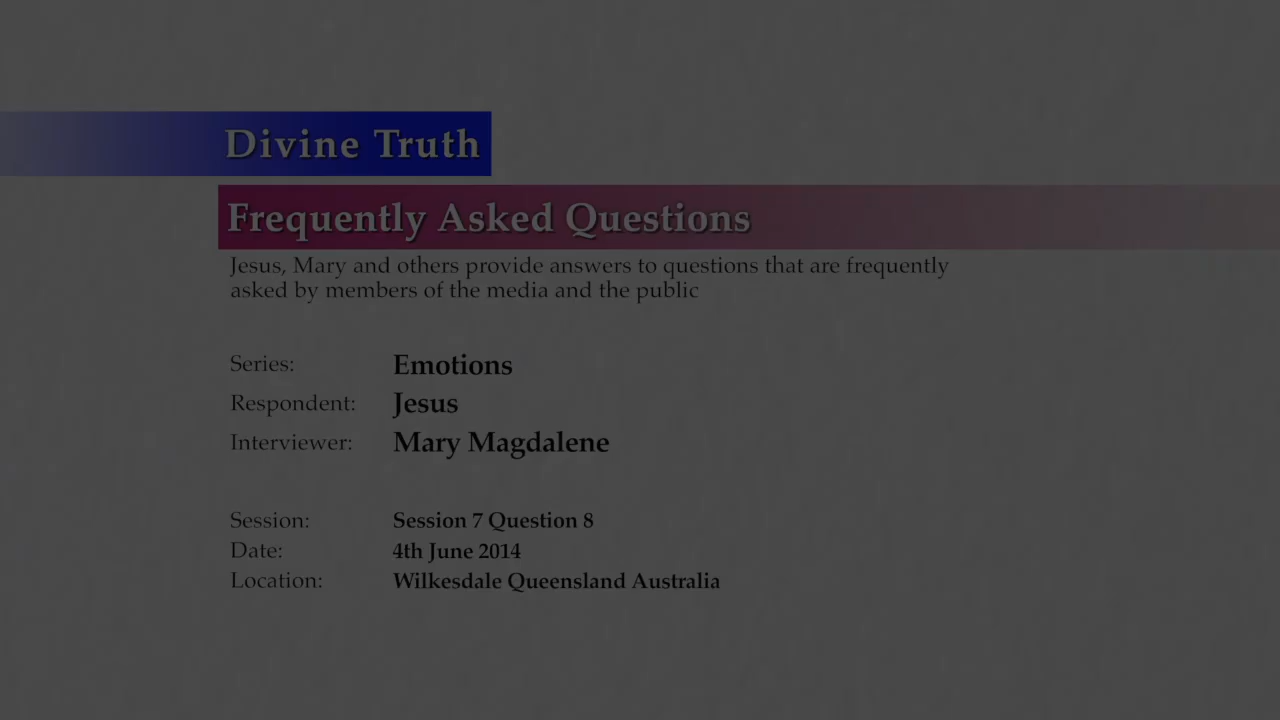 Divine Truth
Frequently Asked Questions
Jesus, Mary and others provide answers to questions that are frequently
asked by members of the media and the public
Series: Emotions
Respondent: Jesus
Interviewer: Mary Magdalene
Session: Session 7 Question 8
Date: 4th June 2014
Location: Wilkesdale Queensland Australia